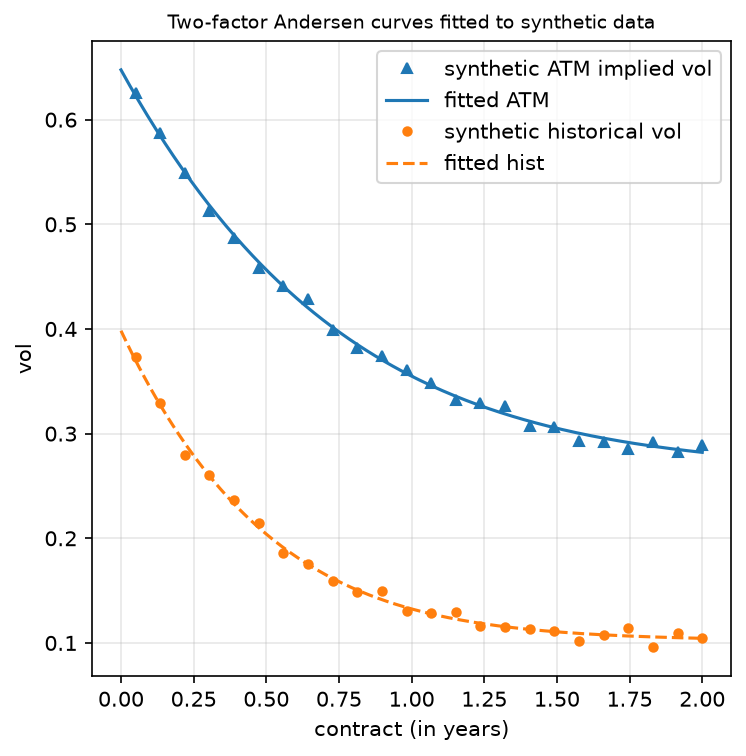 Two-factor Andersen curves fitted to synthetic data
synthetic ATM implied vol
fitted ATM
synthetic historical vol
fitted hist
0.6
0.5
0.4
0.3
0.2
0.1
vol
0.00 0.25 0.50 0.75 1.00 1.25 1.50 1.75 2.00
contract (in years)